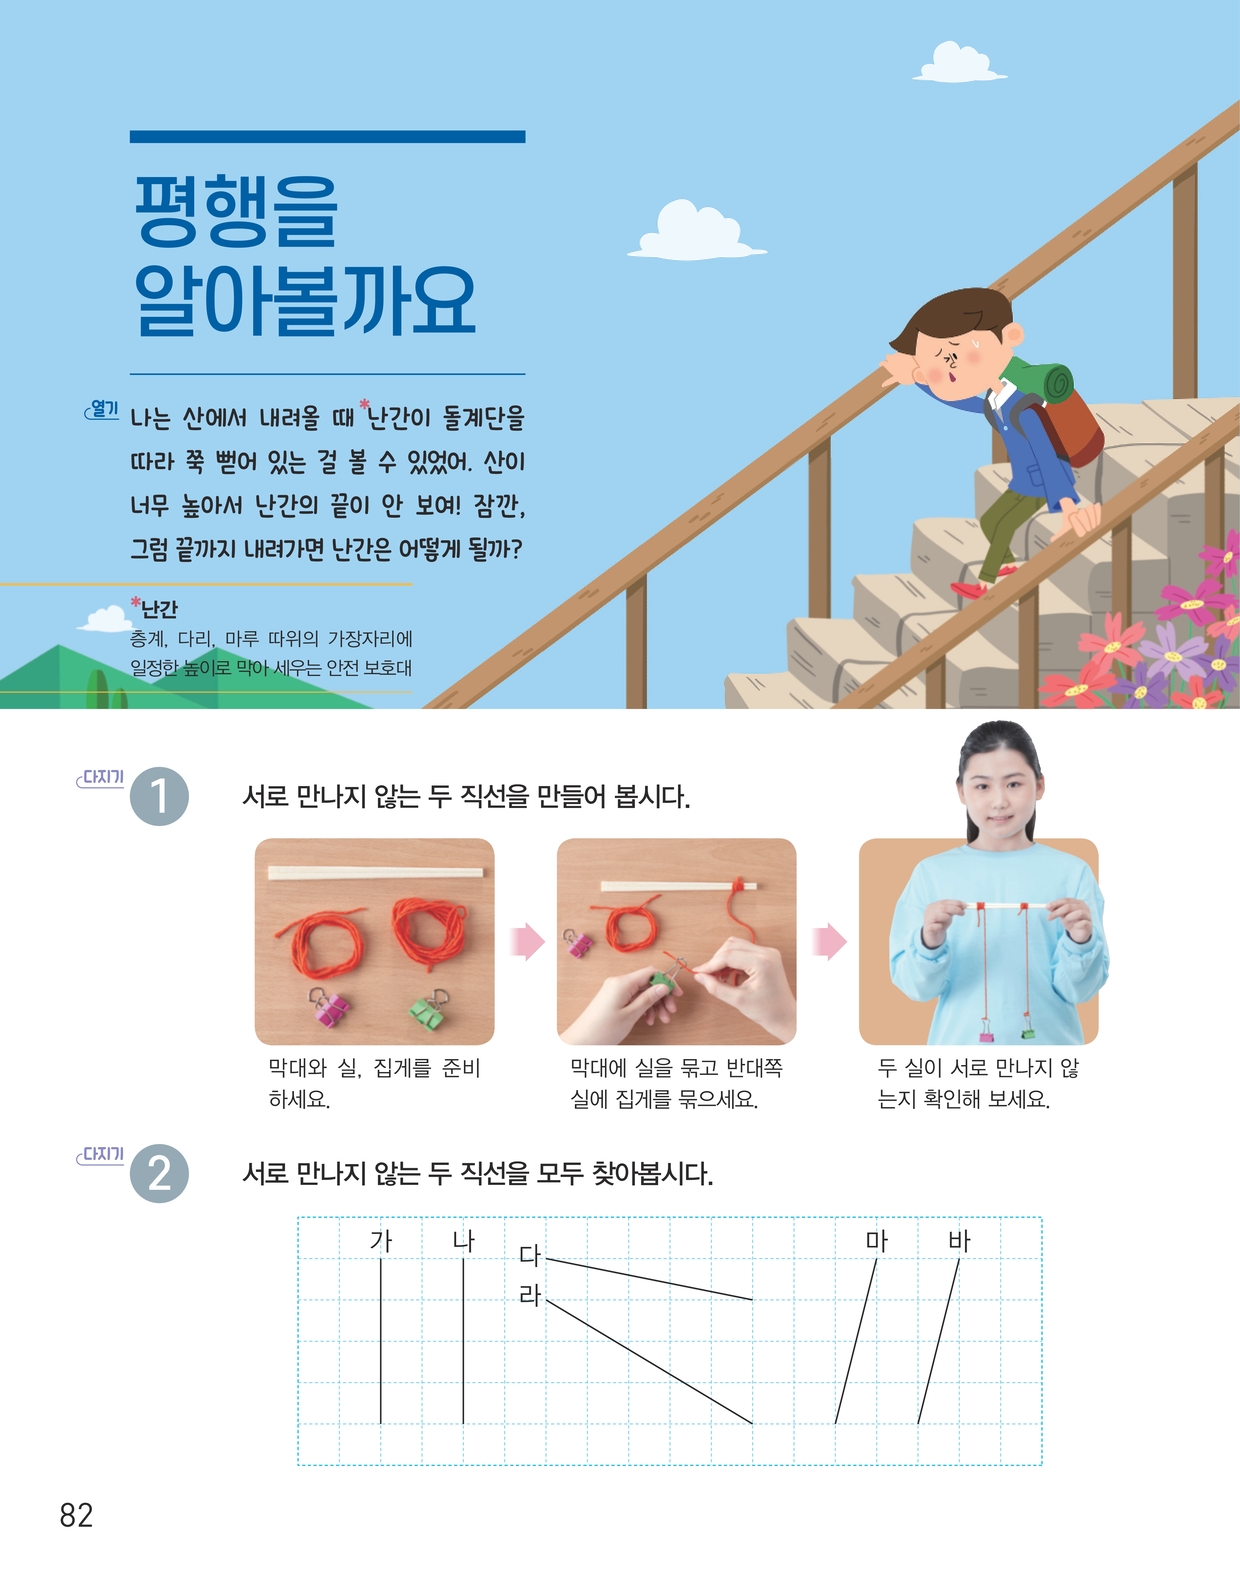 평행을
알아볼까요
열기
나는 산에서 내려올 때 *난간이 돌계단을
따라 쭉 뻗어 있는 걸 볼 수 있었어. 산이
너무 높아서 난간의 끝이 안 보여! 잠깐,
그럼 끝까지 내려가면 난간은 어떻게 될까?
*난간
층계, 다리, 마루 따위의 가장자리에
일정한 높이로 막아 세우는 안전 보호대
다지기
1
서로 만나지 않는 두 직선을 만들어 봅시다.
막대와 실, 집게를 준비
하세요.
막대에 실을 묶고 반대쪽
실에 집게를 묶으세요.
두 실이 서로 만나지 않
는지 확인해 보세요.
다지기
2
서로 만나지 않는 두 직선을 모두 찾아봅시다.
가 나 다 라 마 바
82